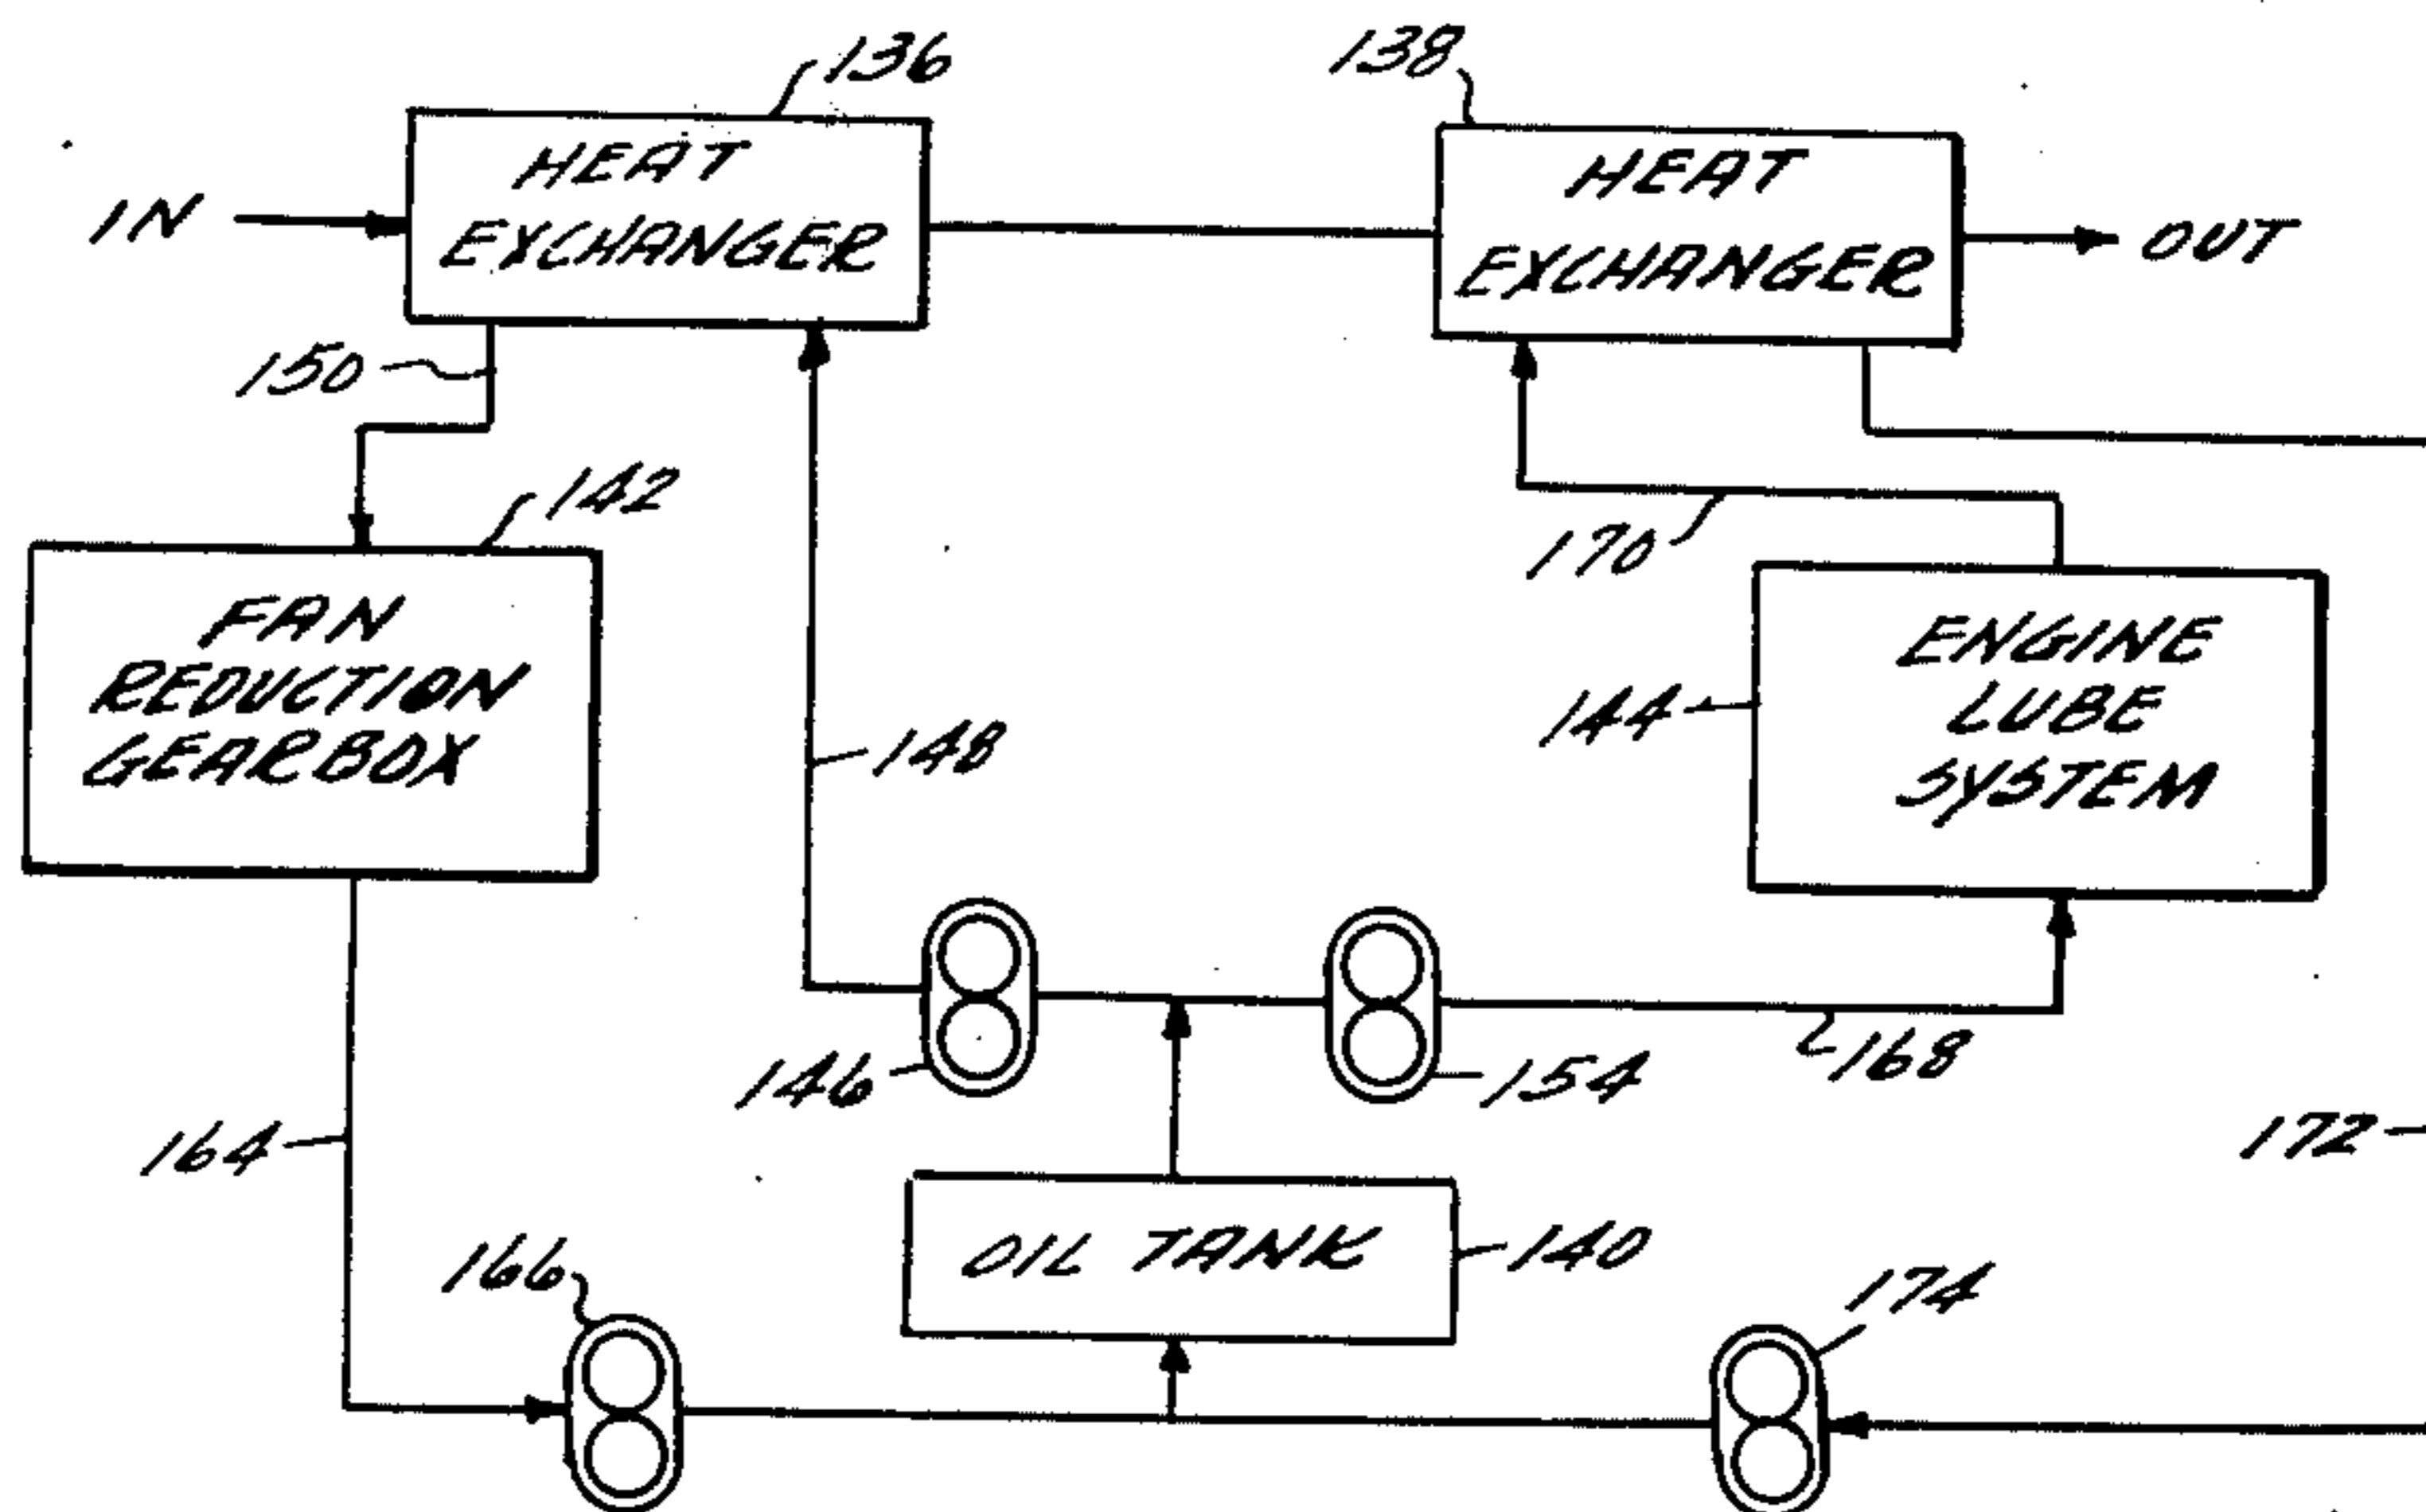 136
138
HEAT
EXCHANGER
HEAT
EXCHANGER
IN
OUT
150
142
170
FAN
REDUCTION
GEARBOX
ENGINE
LUBE
SYSTEM
144
148
146
154
168
164
172
166
OIL TANK
140
174